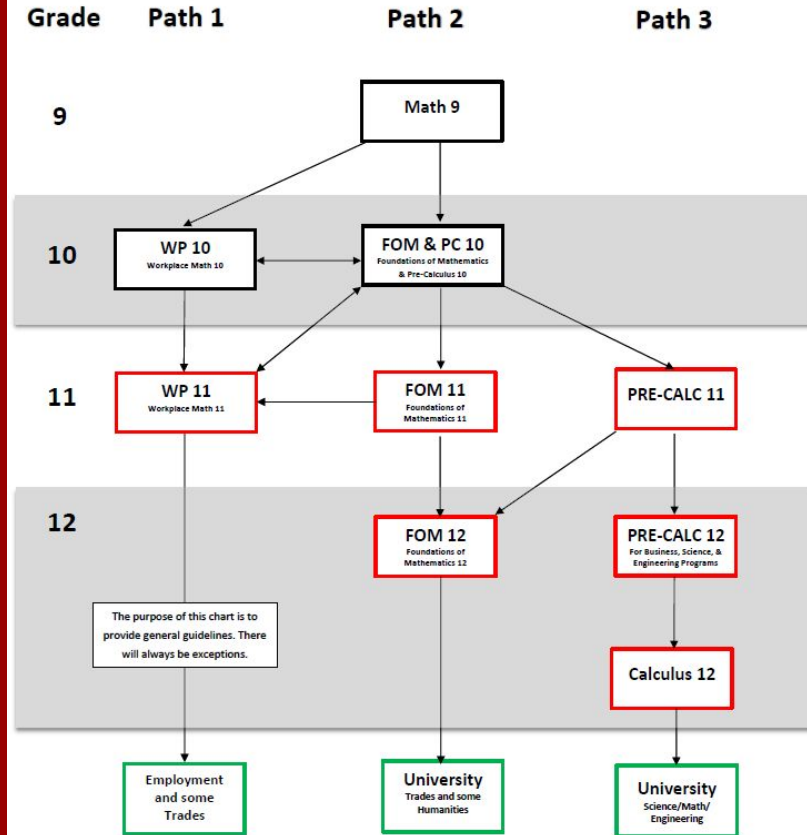 Grade Path 1 Path 2 Path 3
9
Math 9
10
WP 10
Workplace Math 10
FOM & PC 10
Foundations of Mathematics
& Pre-Calculus 10
11
WP 11
Workplace Math 11
FOM 11
Foundations of
Mathematics 11
PRE-CALC 11
12
FOM 12
Foundations of
Mathematics 12
PRE-CALC 12
For Business, Science, &
Engineering Programs
The purpose of this chart is to
provide general guidelines. There
will always be exceptions.
Calculus 12
Employment
and some
Trades
University
Trades and some
Humanities
University
Science/Math/
Engineering